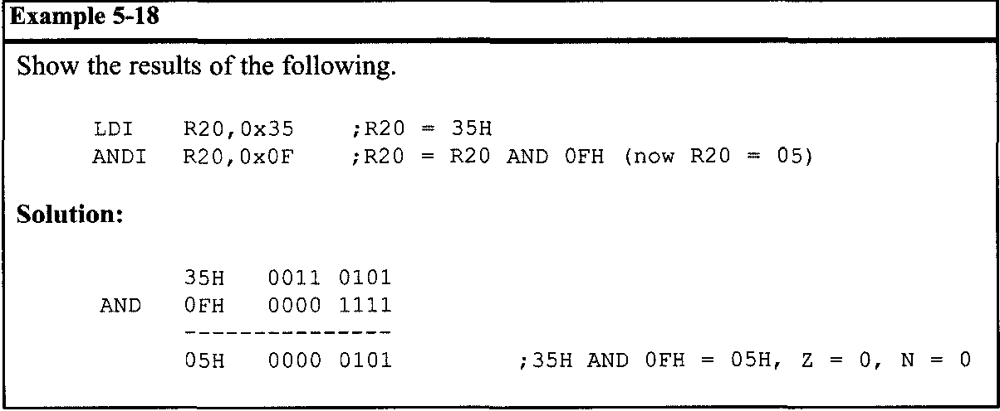 Example 5-18
Show the results of the following.
LDI R20,0x35 ;R20 = 35H
ANDI R20,0x0F ;R20 = R20 AND 0FH (now R20 = 05)
Solution:
35H 0011 0101
AND 0FH 0000 1111
---------------
05H 0000 0101 ;35H AND 0FH = 05H, Z = 0, N = 0